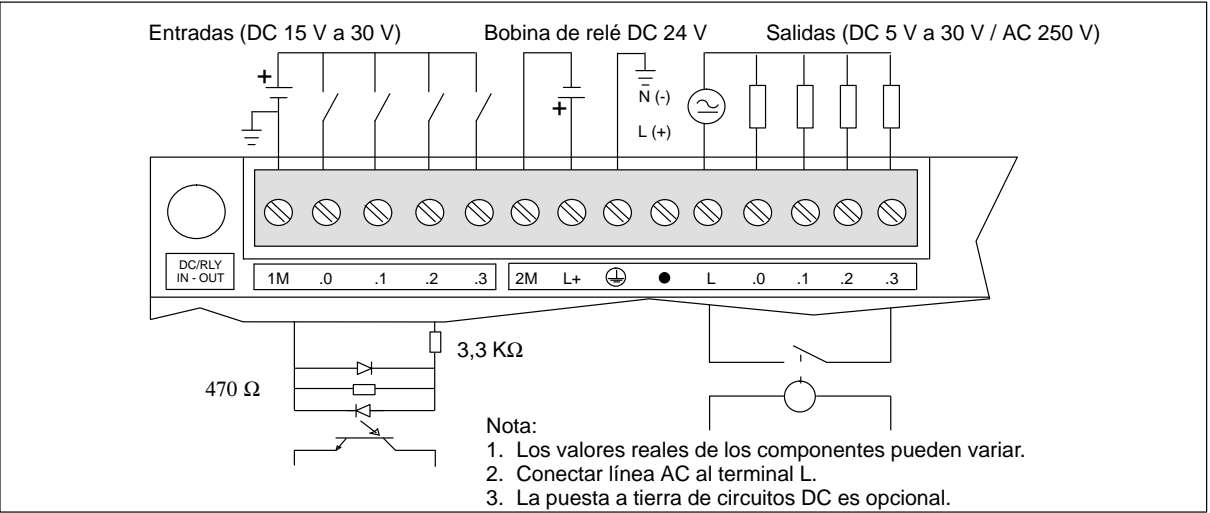 Entradas (DC 15 V a 30 V) Bobina de relé DC 24 V Salidas (DC 5 V a 30 V / AC 250 V)
+
+
N (-)
L (+)
DC/RLY
IN - OUT
1M .0 .1 .2 .3 2M L+ L .0 .1 .2 .3
3,3 KΩ
470 Ω
Nota:
1. Los valores reales de los componentes pueden variar.
2. Conectar línea AC al terminal L.
3. La puesta a tierra de circuitos DC es opcional.